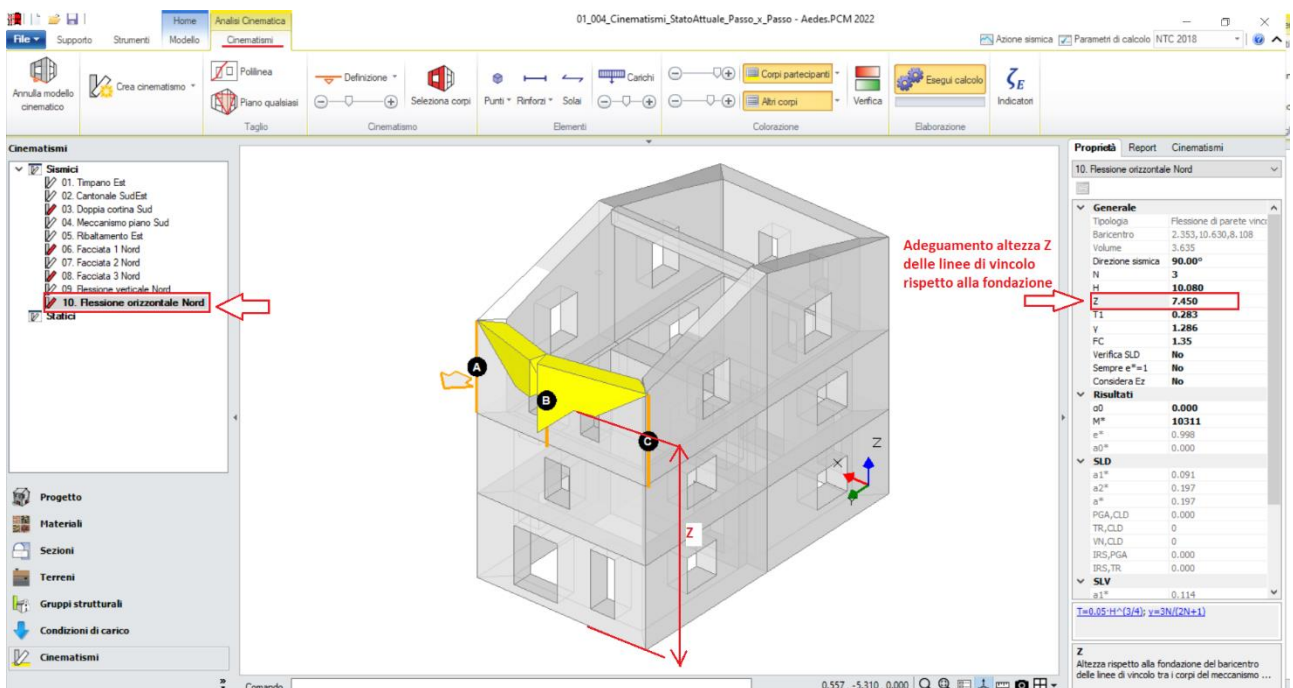 01_004_Cinematismi_StatoAttuale_Passo_x_Passo - Aedes.PCM 2022
Home
Analisi Cinematica
File
Supporto
Strumenti
Modello
Cinematismi
Azione sismica
Parametri di calcolo
NTC 2018
Annulla modello cinematico
Crea cinematismo
Polilinea
Piano qualsiasi
Taglio
Definizione
Seleziona corpi
Cinematismo
Punti
Rinforzi
Solai
Carichi
Elementi
Corpi partecipanti
Altri corpi
Verifica
Colorazione
Esegui calcolo
Elaborazione
ζE
Indicatori
Cinematismi
Sismici
01. Timpano Est
02. Cantonale SudEst
03. Doppia cortina Sud
04. Meccanismo piano Sud
05. Ribaltamento Est
06. Facciata 1 Nord
07. Facciata 2 Nord
08. Facciata 3 Nord
09. Flessione verticale Nord
10. Flessione orizzontale Nord
Statici
Progetto
Materiali
Sezioni
Terreni
Gruppi strutturali
Condizioni di carico
Cinematismi
A
B
C
Z
Z
X
Y
Adeguamento altezza Z
delle linee di vincolo
rispetto alla fondazione
Comando
0.557 -5.310 0.000
Proprietà Report Cinematismi
10. Flessione orizzontale Nord
Generale
Tipologia Flessione di parete vinco
Baricentro 2.353,10.630,8.108
Volume 3.635
Direzione sismica 90.00°
N 3
H 10.080
Z 7.450
T1 0.283
γ 1.286
FC 1.35
Verifica SLD No
Sempre e*=1 No
Considera Ez No
Risultati
α0 0.000
M* 10311
e* 0.998
a0* 0.000
SLD
a1* 0.091
a2* 0.197
a* 0.197
PGA,CLD 0.000
TR,CLD 0
VN,CLD 0
IRS,PGA 0.000
IRS,TR 0.000
SLV
a1* 0.114
T=0.05·H^(3/4); γ=3N/(2N+1)
Z
Altezza rispetto alla fondazione del baricentro
delle linee di vincolo tra i corpi del meccanismo ...